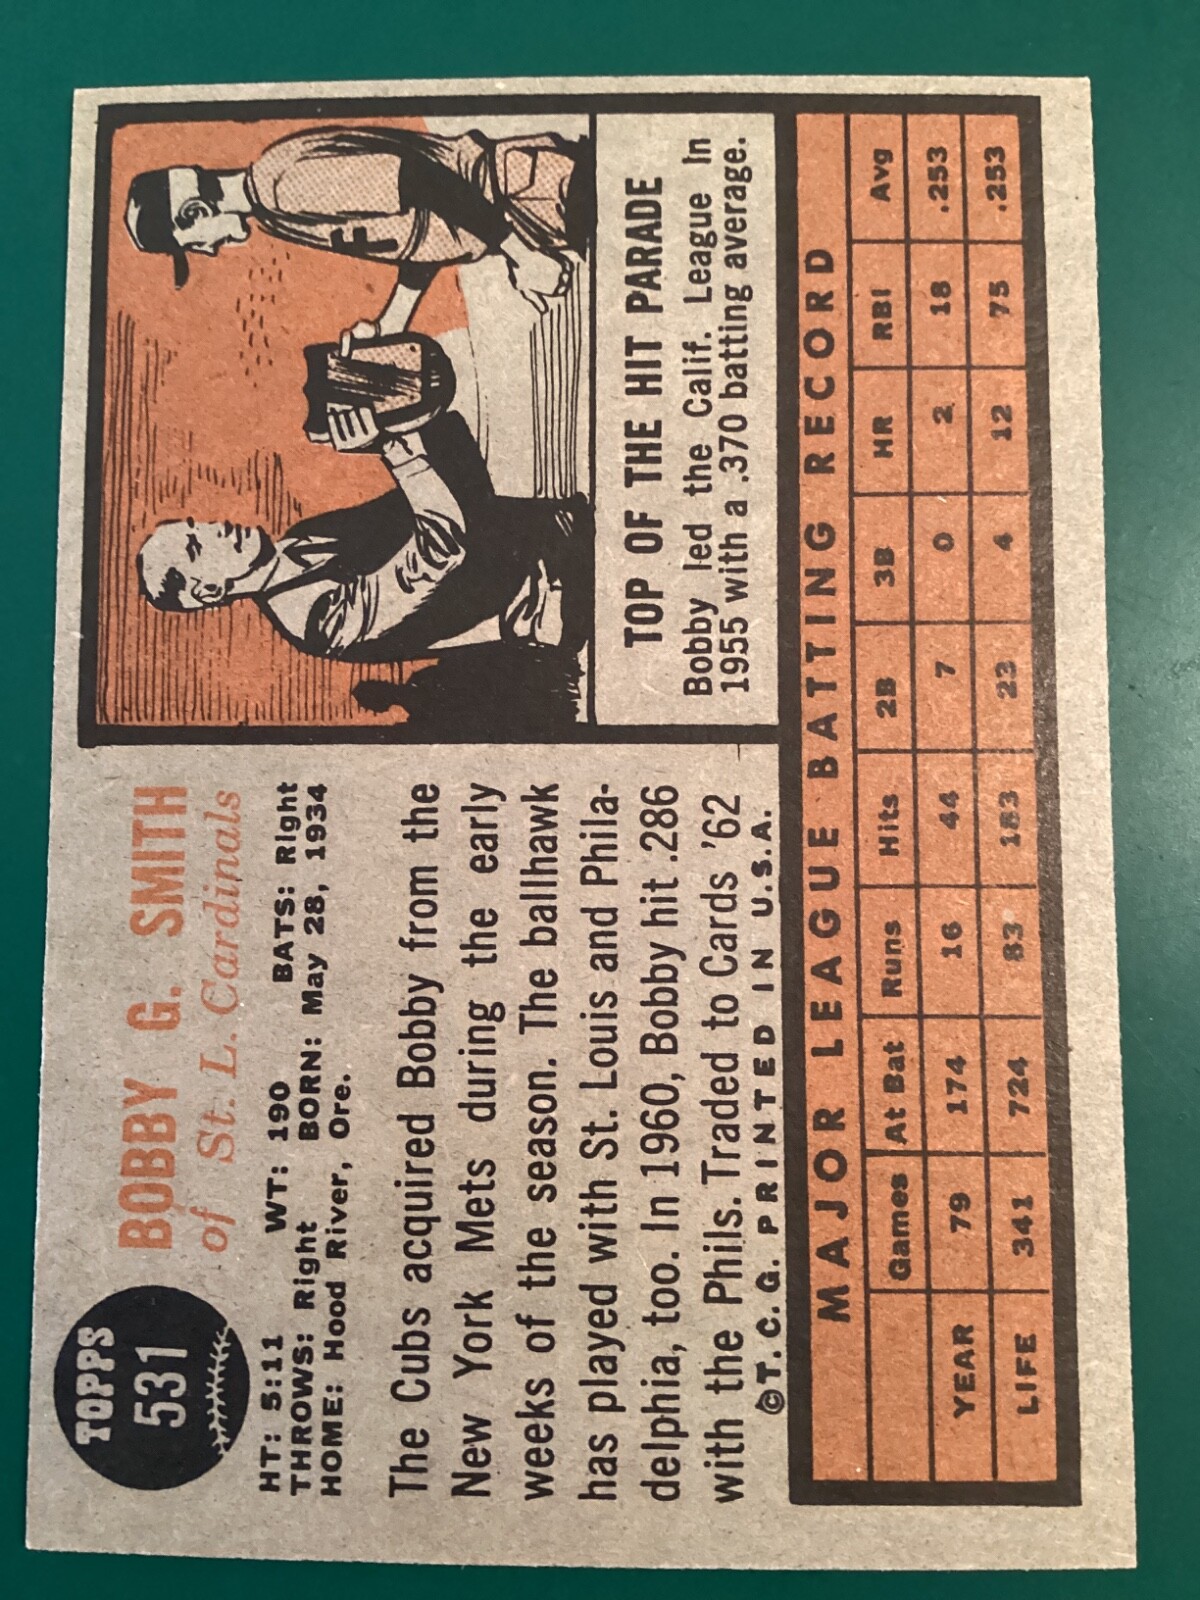 TOPPS
531
BOBBY G. SMITH
of St. L. Cardinals
HT: 5:11 WT: 190 BATS: Right
THROWS: Right BORN: May 28, 1934
HOME: Hood River, Ore.
The Cubs acquired Bobby from the
New York Mets during the early
weeks of the season. The ballhawk
has played with St. Louis and Phila-
delphia, too. In 1960, Bobby hit .286
with the Phils. Traded to Cards '62
©T.C.G. PRINTED IN U.S.A.
F
TOP OF THE HIT PARADE
Bobby led the Calif. League In
1955 with a .370 batting average.
MAJOR LEAGUE BATTING RECORD
Games At Bat Runs Hits 2B 3B HR RBI Avg
YEAR 79 174 16 44 7 0 2 18 .253
LIFE 341 724 83 183 23 4 12 75 .253